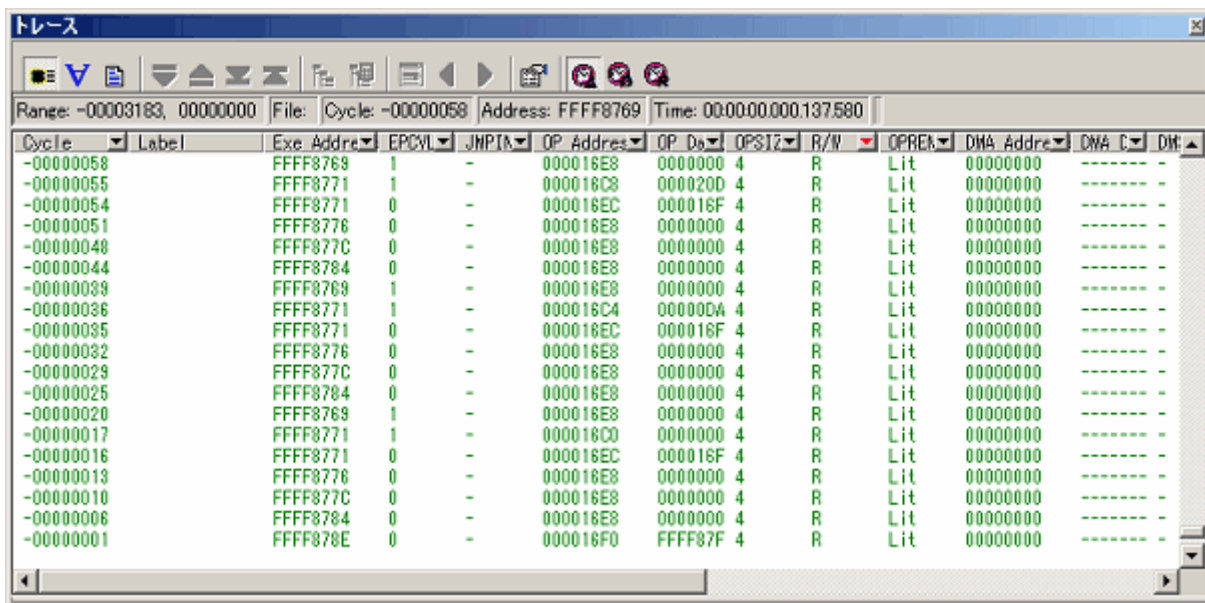 トレース
Range: -00003183, 00000000 File: Cycle: -00000058 Address: FFFF8769 Time: 00:00:00.000.137.580
Cycle Label Exe Addre EPCVL JMPIN OP Addres OP Da OPSIZ R/W OPREN DMA Addre DMA D DM
-00000058 FFFF8769 1 - 000016E8 0000000 4 R Lit 00000000 ------- -
-00000055 FFFF8771 1 - 000016C8 000020D 4 R Lit 00000000 ------- -
-00000054 FFFF8771 0 - 000016EC 000016F 4 R Lit 00000000 ------- -
-00000051 FFFF8776 0 - 000016E8 0000000 4 R Lit 00000000 ------- -
-00000048 FFFF877C 0 - 000016E8 0000000 4 R Lit 00000000 ------- -
-00000044 FFFF8784 0 - 000016E8 0000000 4 R Lit 00000000 ------- -
-00000039 FFFF8769 1 - 000016E8 0000000 4 R Lit 00000000 ------- -
-00000036 FFFF8771 1 - 000016C4 00000DA 4 R Lit 00000000 ------- -
-00000035 FFFF8771 0 - 000016EC 000016F 4 R Lit 00000000 ------- -
-00000032 FFFF8776 0 - 000016E8 0000000 4 R Lit 00000000 ------- -
-00000029 FFFF877C 0 - 000016E8 0000000 4 R Lit 00000000 ------- -
-00000025 FFFF8784 0 - 000016E8 0000000 4 R Lit 00000000 ------- -
-00000020 FFFF8769 1 - 000016E8 0000000 4 R Lit 00000000 ------- -
-00000017 FFFF8771 1 - 000016C0 0000000 4 R Lit 00000000 ------- -
-00000016 FFFF8771 0 - 000016EC 000016F 4 R Lit 00000000 ------- -
-00000013 FFFF8776 0 - 000016E8 0000000 4 R Lit 00000000 ------- -
-00000010 FFFF877C 0 - 000016E8 0000000 4 R Lit 00000000 ------- -
-00000006 FFFF8784 0 - 000016E8 0000000 4 R Lit 00000000 ------- -
-00000001 FFFF878E 0 - 000016F0 FFFF87F 4 R Lit 00000000 ------- -